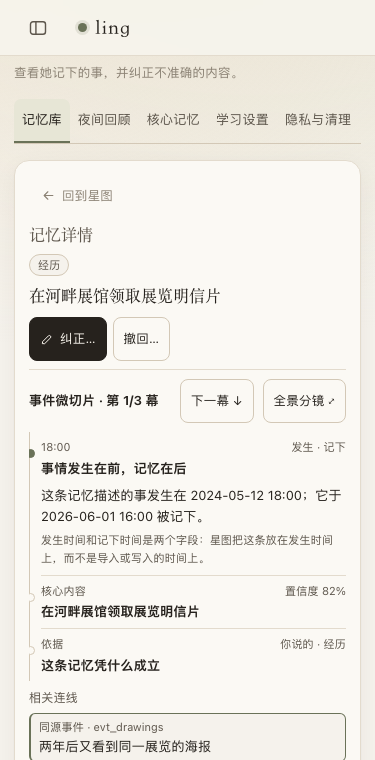 ling
查看她记下的事，并纠正不准确的内容。
记忆库 夜间回顾 核心记忆 学习设置 隐私与清理
← 回到星图
记忆详情
经历
在河畔展馆领取展览明信片
纠正… 撤回…
事件微切片 · 第 1/3 幕 下一幕 ↓ 全景分镜 ⤢
18:00 发生 · 记下
事情发生在前，记忆在后
这条记忆描述的事发生在 2024-05-12 18:00；它于
2026-06-01 16:00 被记下。
发生时间和记下时间是两个字段：星图把这条放在发生时间
上，而不是导入或写入的时间上。
核心内容 置信度 82%
在河畔展馆领取展览明信片
依据 你说的 · 经历
这条记忆凭什么成立
相关连线
同源事件 · evt_drawings
两年后又看到同一展览的海报